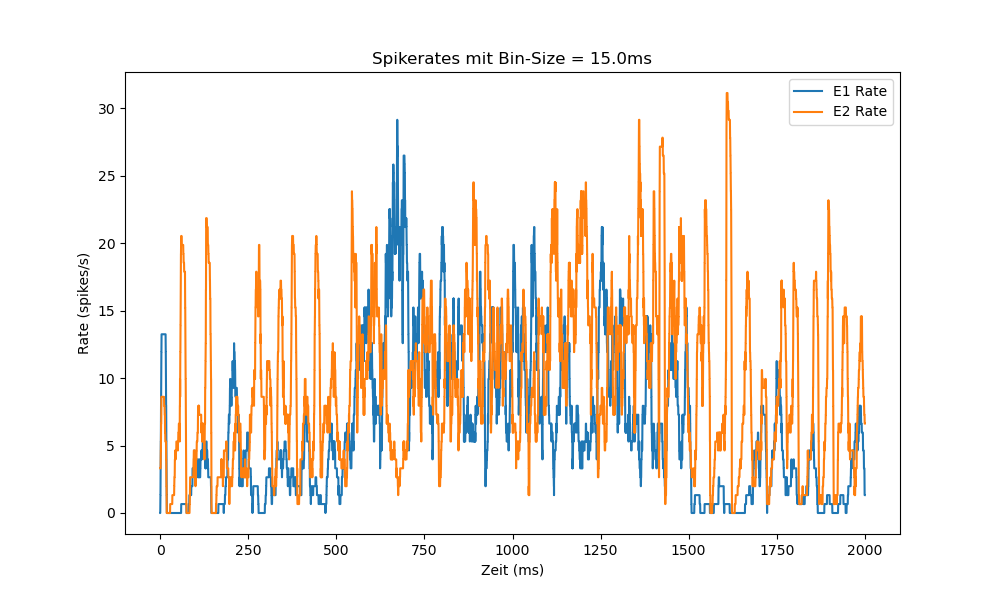 Spikerates mit Bin-Size = 15.0ms
E1 Rate
E2 Rate
30
25
20
15
10
5
0
Rate (spikes/s)
0 250 500 750 1000 1250 1500 1750 2000
Zeit (ms)